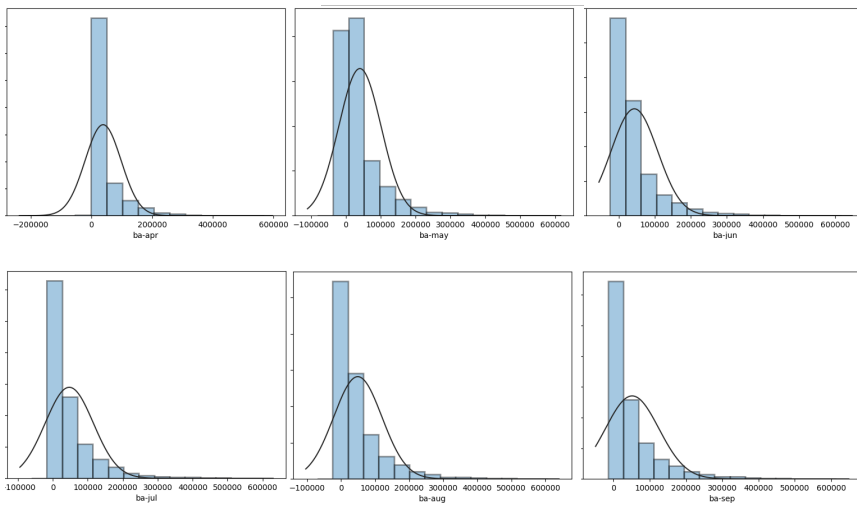 −200000 0 200000 400000 600000
ba-apr
−100000 0 100000 200000 300000 400000 500000 600000
ba-may
0 100000 200000 300000 400000 500000 600000
ba-jun
−100000 0 100000 200000 300000 400000 500000 600000
ba-jul
−100000 0 100000 200000 300000 400000 500000 600000
ba-aug
0 100000 200000 300000 400000 500000 600000
ba-sep